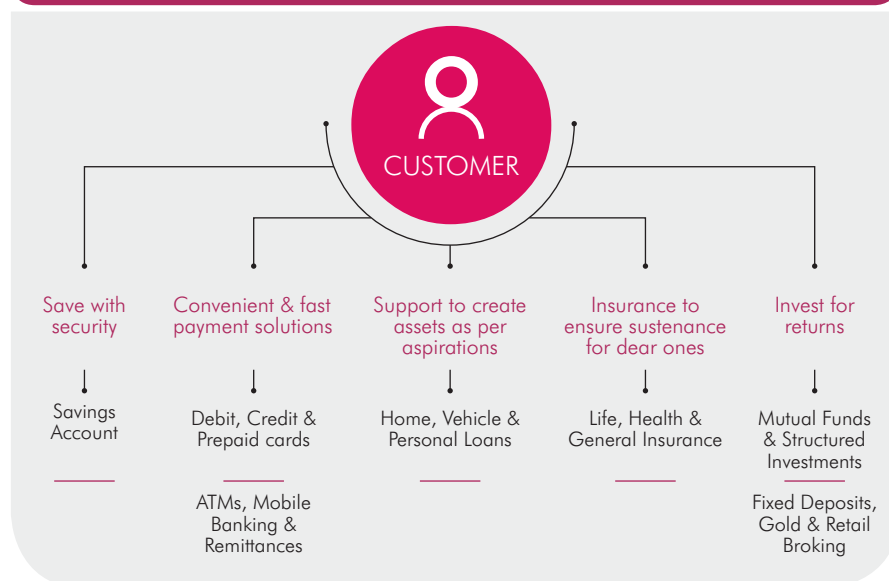 CUSTOMER
Save with
security
Convenient & fast
payment solutions
Support to create
assets as per
aspirations
Insurance to
ensure sustenance
for dear ones
Invest for
returns
Savings
Account
Debit, Credit &
Prepaid cards
Home, Vehicle &
Personal Loans
Life, Health &
General Insurance
Mutual Funds
& Structured
Investments
ATMs, Mobile
Banking &
Remittances
Fixed Deposits,
Gold & Retail
Broking